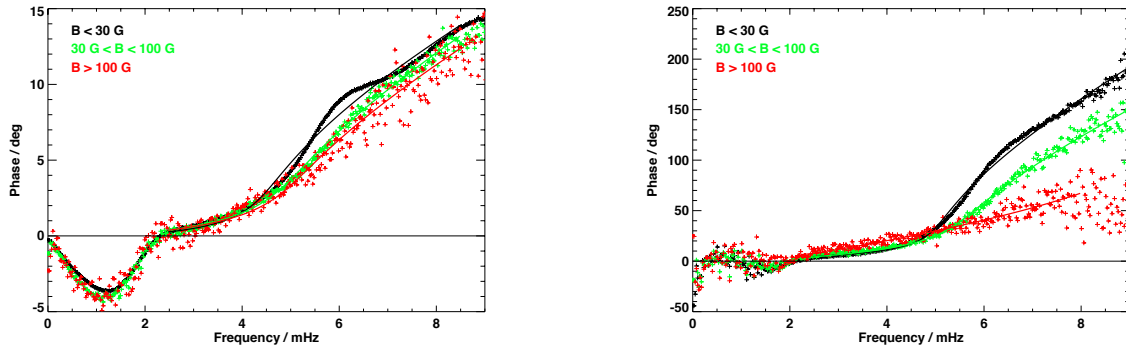 B < 30 G
30 G < B < 100 G
B > 100 G
15
10
5
0
-5
Phase / deg
0 2 4 6 8
Frequency / mHz
B < 30 G
30 G < B < 100 G
B > 100 G
250
200
150
100
50
0
-50
Phase / deg
0 2 4 6 8
Frequency / mHz